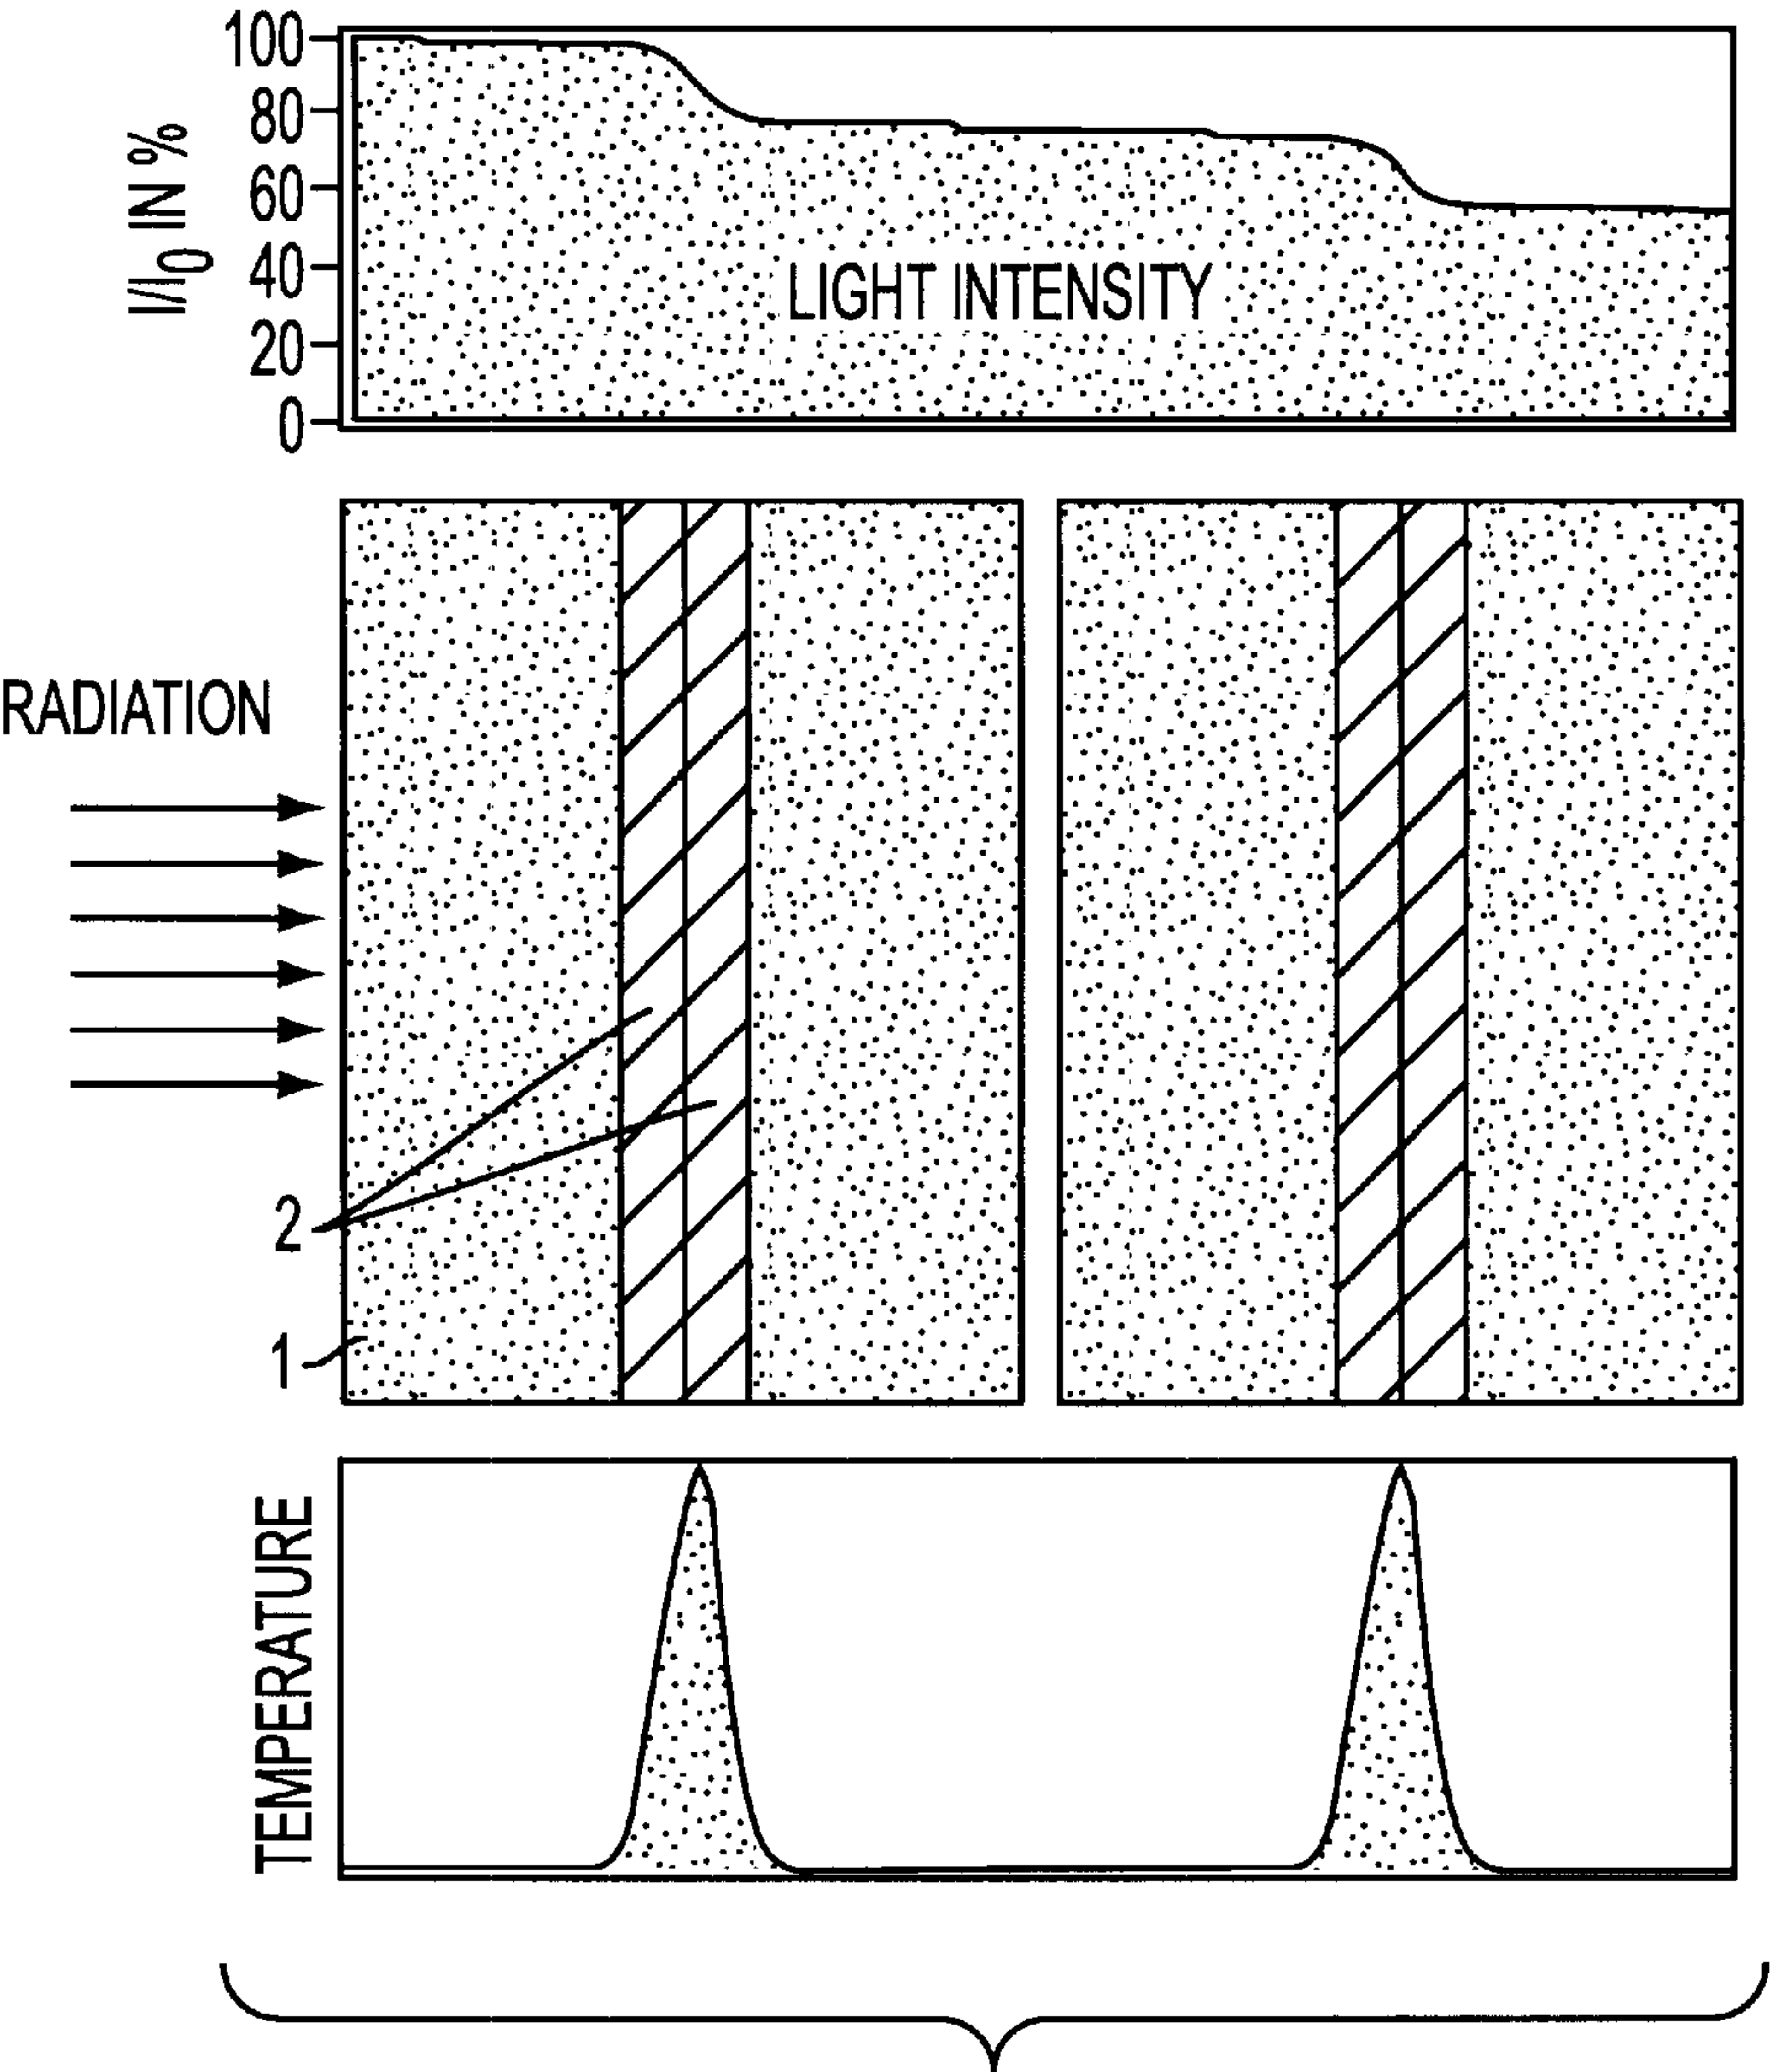 100
80
60
40
20
0
I/I0 IN %
LIGHT INTENSITY
RADIATION
2
1
TEMPERATURE